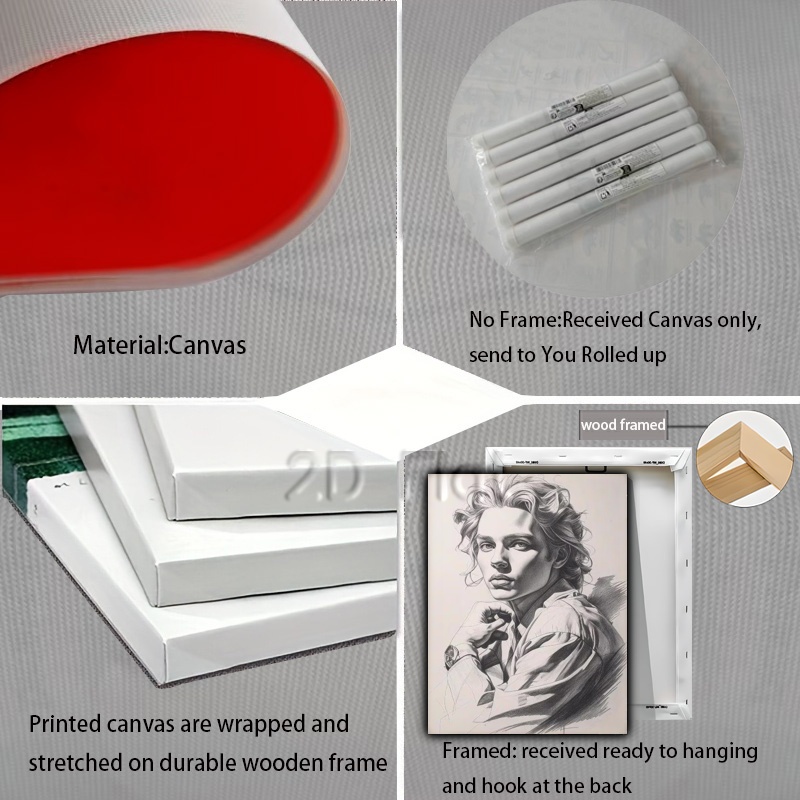 Material:Canvas
No Frame:Received Canvas only,
send to You Rolled up
wood framed
2.D
Printed canvas are wrapped and
stretched on durable wooden frame
Framed: received ready to hanging
and hook at the back